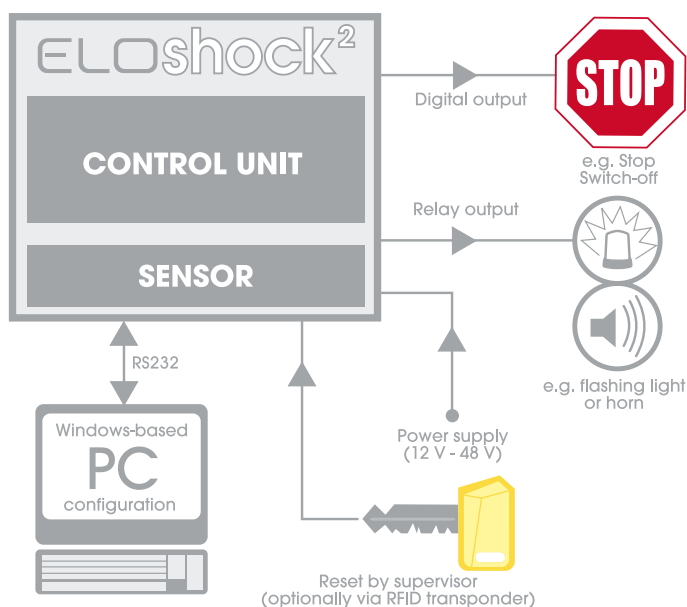 ELOshock²
CONTROL UNIT
SENSOR
Digital output
STOP
e.g. Stop
Switch-off
Relay output
e.g. flashing light
or horn
RS232
Power supply
(12 V - 48 V)
Windows-based
PC
configuration
Reset by supervisor
(optionally via RFID transponder)